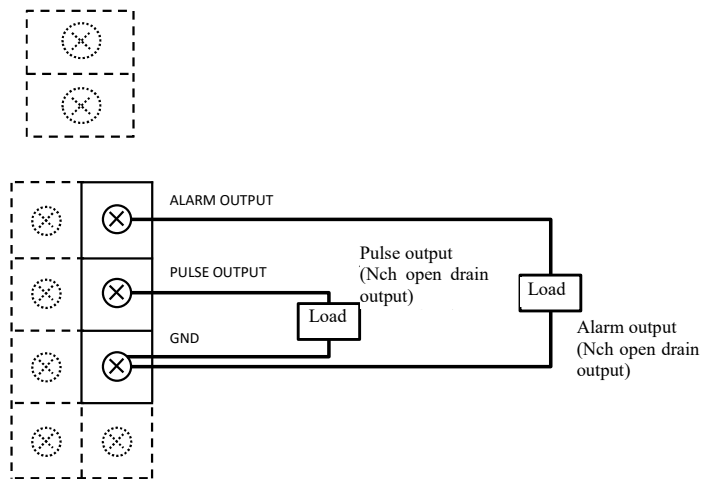 ALARM OUTPUT
PULSE OUTPUT
GND
Pulse output
(Nch open drain
output)
Load
Load
Alarm output
(Nch open drain
output)